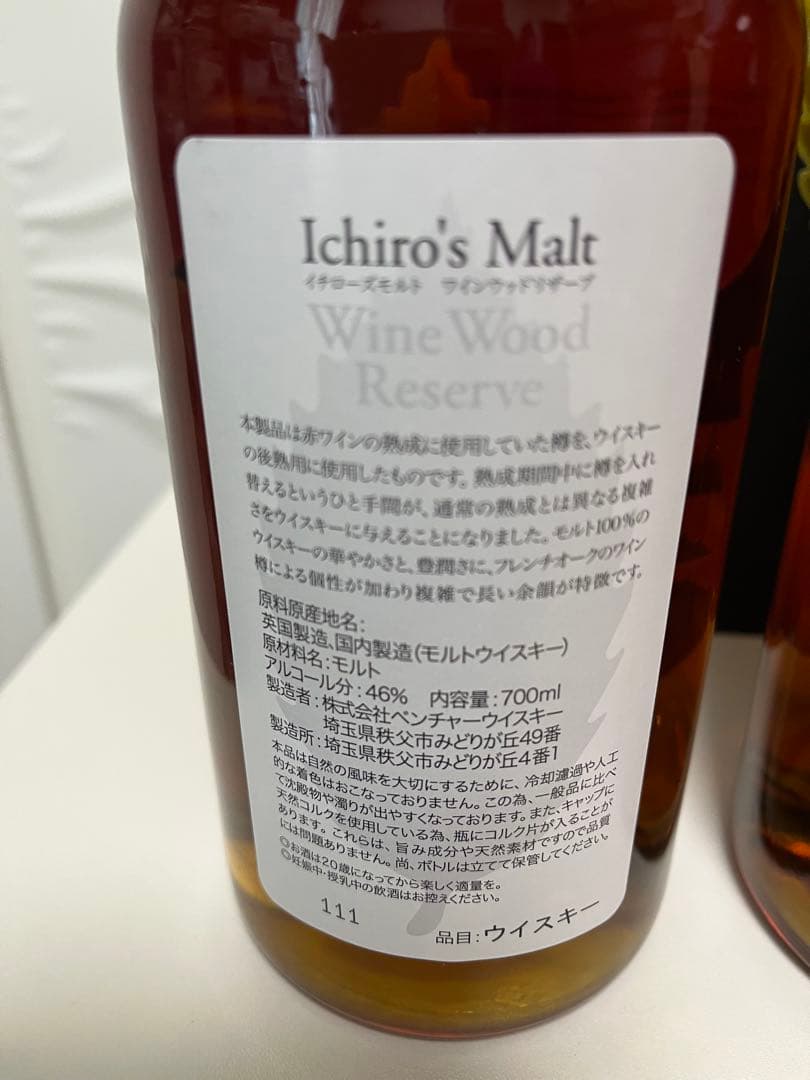 Ichiro's Malt
イチローズモルト ワインウッドリザーブ
Wine Wood
Reserve
本製品は赤ワインの熟成に使用していた樽を、ウイスキー
の後熟用に使用したものです。熟成期間中に樽を入れ
替えるというひと手間が、通常の熟成とは異なる複雑
さをウイスキーに与えることになりました。モルト100%の
ウイスキーの華やかさと、豊潤さに、フレンチオークのワイン
樽による個性が加わり複雑で長い余韻が特徴です。
原料原産地名:
英国製造、国内製造(モルトウイスキー)
原材料名:モルト
アルコール分:46% 内容量:700ml
製造者:株式会社ベンチャーウイスキー
埼玉県秩父市みどりが丘49番
製造所:埼玉県秩父市みどりが丘4番1
本品は自然の風味を大切にするために、冷却濾過や人工
的な着色はおこなっておりません。この為、一般品に比べ
て沈殿物や濁りが出やすくなっております。また、キャップに
天然コルクを使用している為、瓶にコルク片が入ることが
あります。これらは、旨み成分や天然素材ですので品質
には問題ありません。尚、ボトルは立てて保管してください。
◎お酒は20歳になってから楽しく適量を。
◎妊娠中・授乳中の飲酒はお控えください。
111
品目:ウイスキー